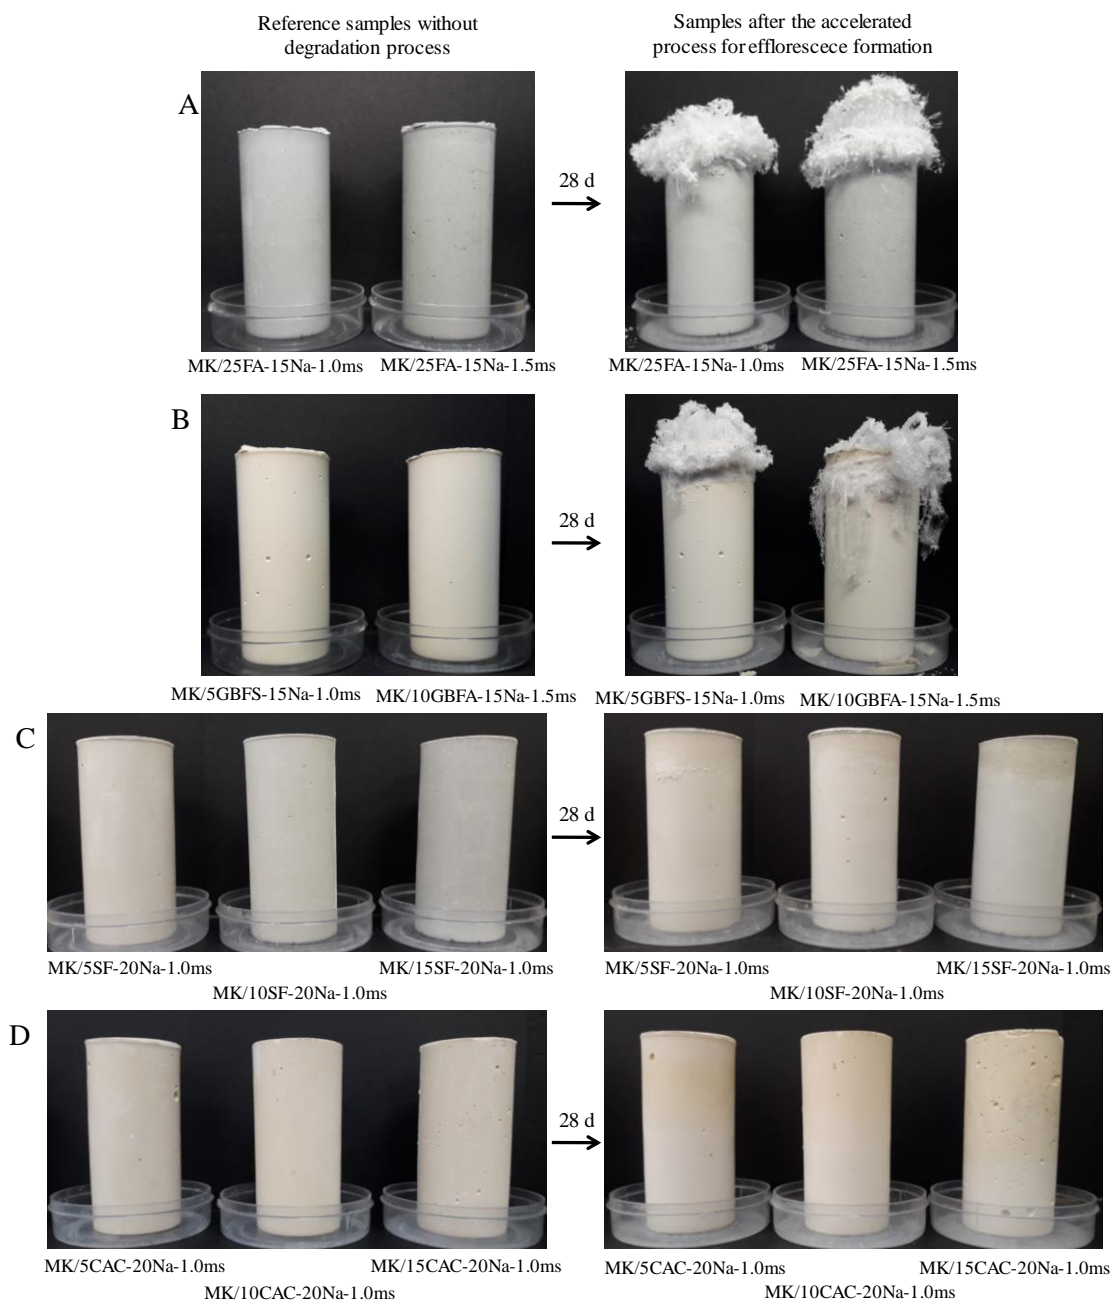 Reference samples without
degradation process
Samples after the accelerated
process for efflorescece formation
A
28 d
MK/25FA-15Na-1.0ms
MK/25FA-15Na-1.5ms
MK/25FA-15Na-1.0ms
MK/25FA-15Na-1.5ms
B
28 d
MK/5GBFS-15Na-1.0ms
MK/10GBFA-15Na-1.5ms
MK/5GBFS-15Na-1.0ms
MK/10GBFA-15Na-1.5ms
C
28 d
MK/5SF-20Na-1.0ms
MK/15SF-20Na-1.0ms
MK/10SF-20Na-1.0ms
MK/5SF-20Na-1.0ms
MK/15SF-20Na-1.0ms
MK/10SF-20Na-1.0ms
D
28 d
MK/5CAC-20Na-1.0ms
MK/15CAC-20Na-1.0ms
MK/10CAC-20Na-1.0ms
MK/5CAC-20Na-1.0ms
MK/15CAC-20Na-1.0ms
MK/10CAC-20Na-1.0ms